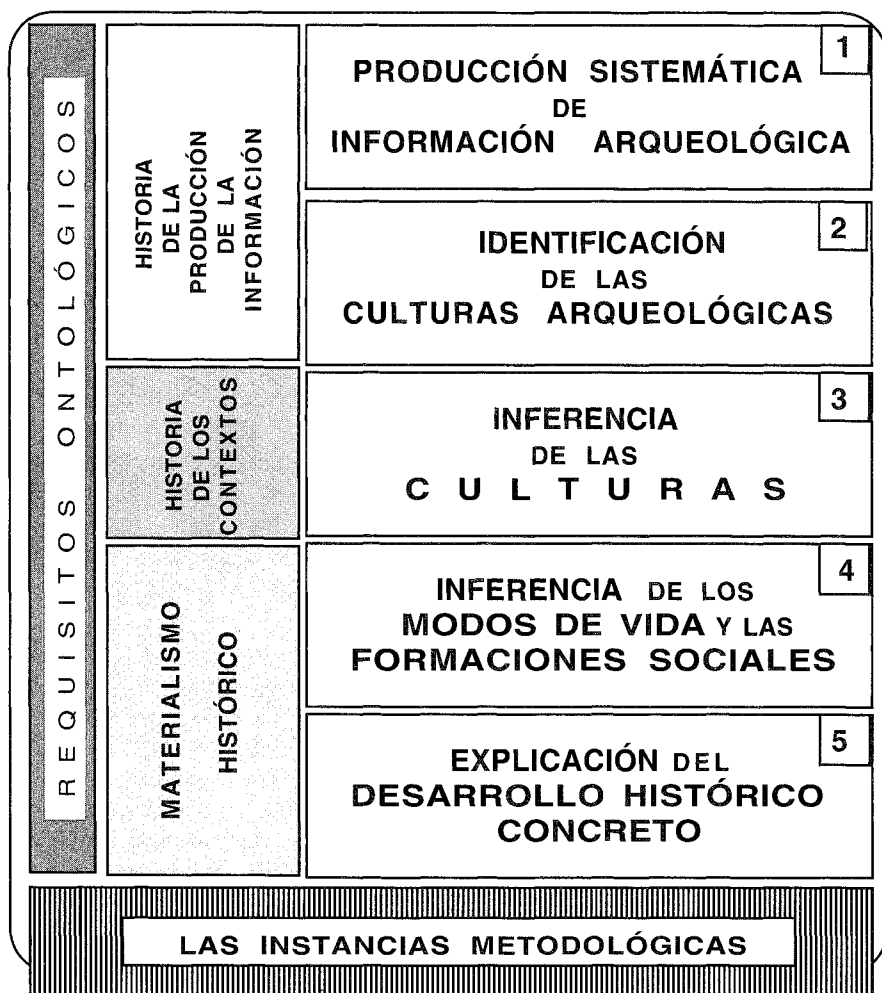 REQUISITOS ONTOLÓGICOS
HISTORIA
DE LA
PRODUCCIÓN
DE LA
INFORMACIÓN
1
PRODUCCIÓN SISTEMÁTICA
DE
INFORMACIÓN ARQUEOLÓGICA
2
IDENTIFICACIÓN
DE LAS
CULTURAS ARQUEOLÓGICAS
HISTORIA
DE LOS
CONTEXTOS
3
INFERENCIA
DE LAS
CULTURAS
MATERIALISMO
HISTÓRICO
4
INFERENCIA DE LOS
MODOS DE VIDA Y LAS
FORMACIONES SOCIALES
5
EXPLICACIÓN DEL
DESARROLLO HISTÓRICO
CONCRETO
LAS INSTANCIAS METODOLÓGICAS